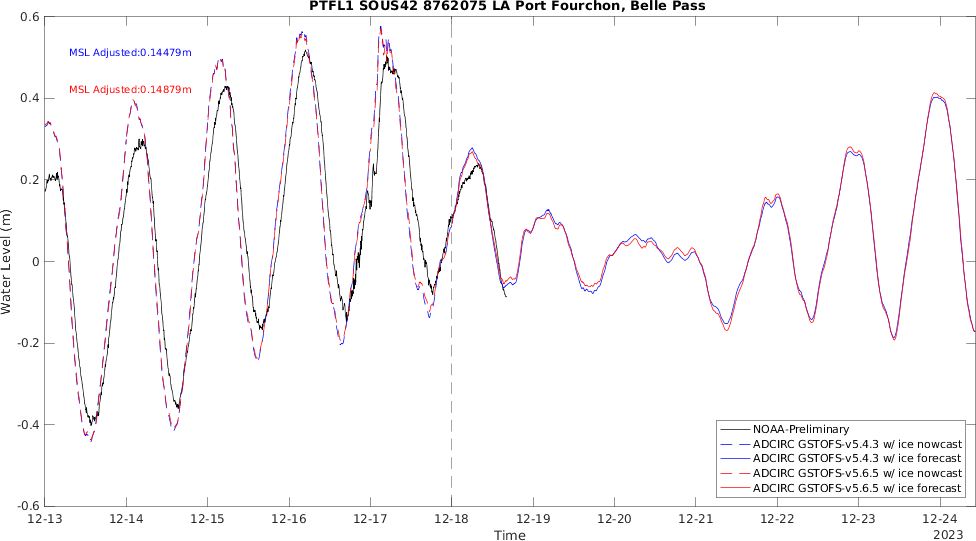 PTFL1 SOUS42 8762075 LA Port Fourchon, Belle Pass
0.6
MSL Adjusted:0.14479m
MSL Adjusted:0.14879m
0.4
0.2
0
-0.2
-0.4
-0.6
Water Level (m)
NOAA-Preliminary
ADCIRC GSTOFS-v5.4.3 w/ ice nowcast
ADCIRC GSTOFS-v5.4.3 w/ ice forecast
ADCIRC GSTOFS-v5.6.5 w/ ice nowcast
ADCIRC GSTOFS-v5.6.5 w/ ice forecast
12-13 12-14 12-15 12-16 12-17 12-18 12-19 12-20 12-21 12-22 12-23 12-24
Time
2023